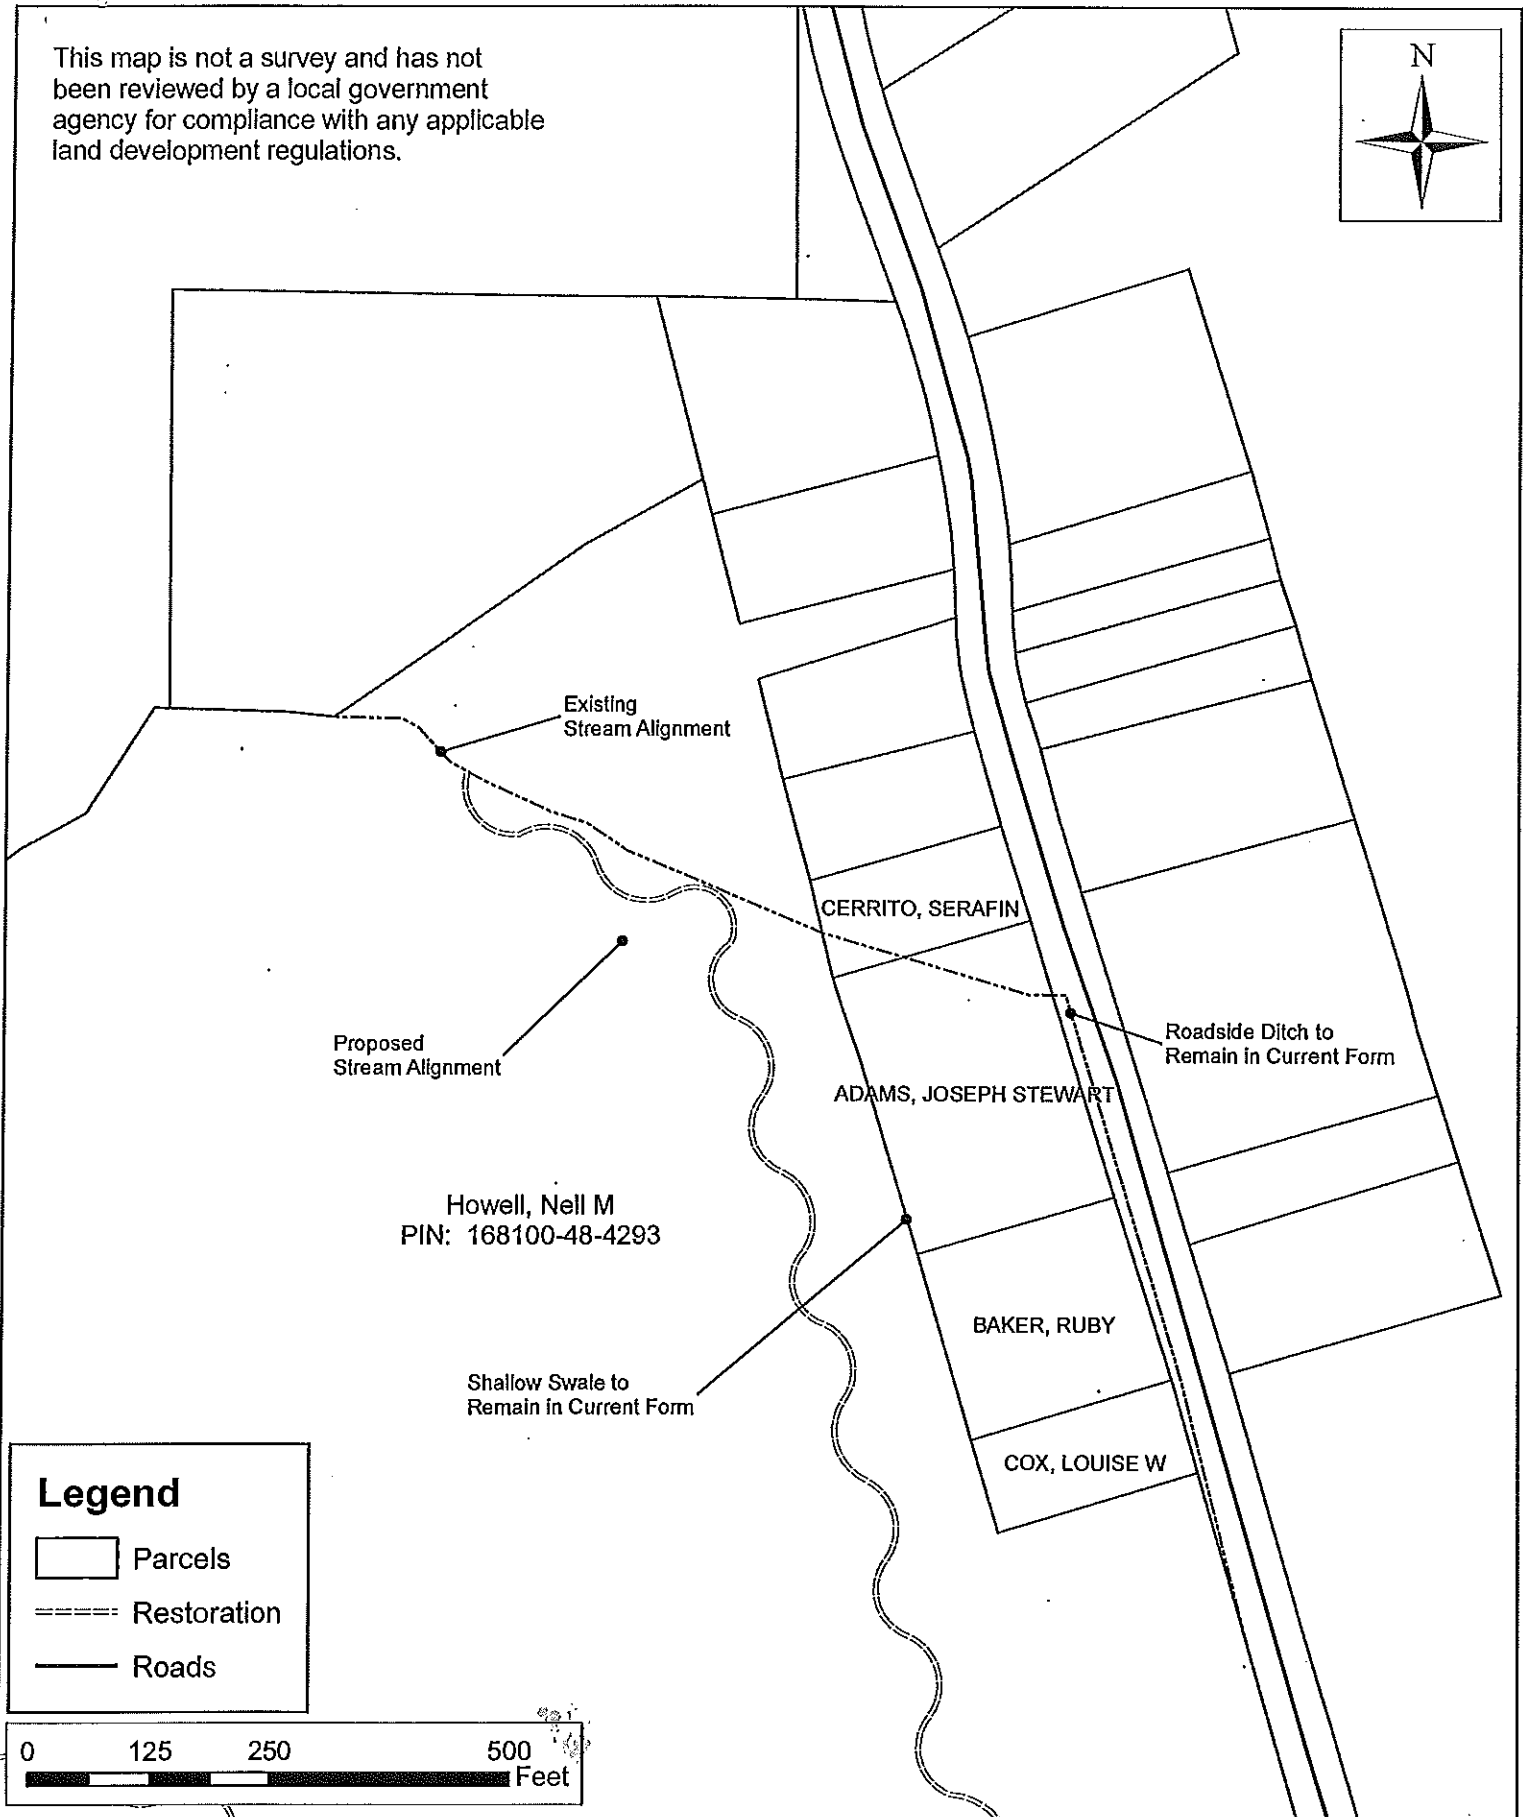 This map is not a survey and has not
been reviewed by a local government
agency for compliance with any applicable
land development regulations.
N
Existing
Stream Alignment
CERRITO, SERAFIN
Proposed
Stream Alignment
Roadside Ditch to
Remain in Current Form
ADAMS, JOSEPH STEWART
Howell, Nell M
PIN: 168100-48-4293
BAKER, RUBY
Shallow Swale to
Remain in Current Form
COX, LOUISE W
Legend
Parcels
Restoration
Roads
0 125 250 500
Feet